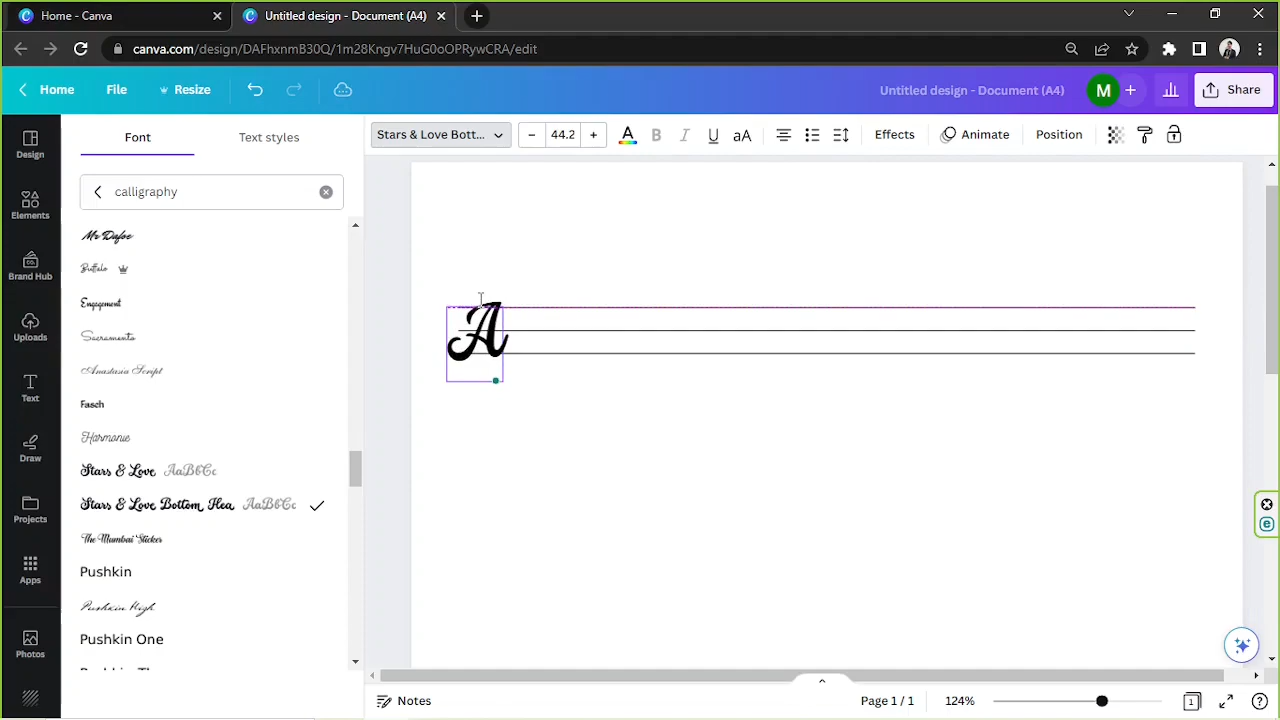 Home - Canva
Untitled design - Document (A4)
canva.com/design/DAFhxnmB30Q/1m28Kngv7HuG0oOPRywCRA/edit
Home
File
Resize
Untitled design - Document (A4)
M
Share
Design
Elements
Brand Hub
Uploads
Text
Draw
Projects
Apps
Photos
Font
Text styles
calligraphy
Mr Dafoe
Buffalo
Engagement
Sacramento
Anastasia Script
Fasch
Harmonie
Stars & Love AaBbCc
Stars & Love Bottom Hea AaBbCc
The Mumbai Sticker
Pushkin
Pushkin High
Pushkin One
Stars & Love Bott...
44.2
A
B
I
U
aA
Effects
Animate
Position
A
Notes
Page 1 / 1
124%
1